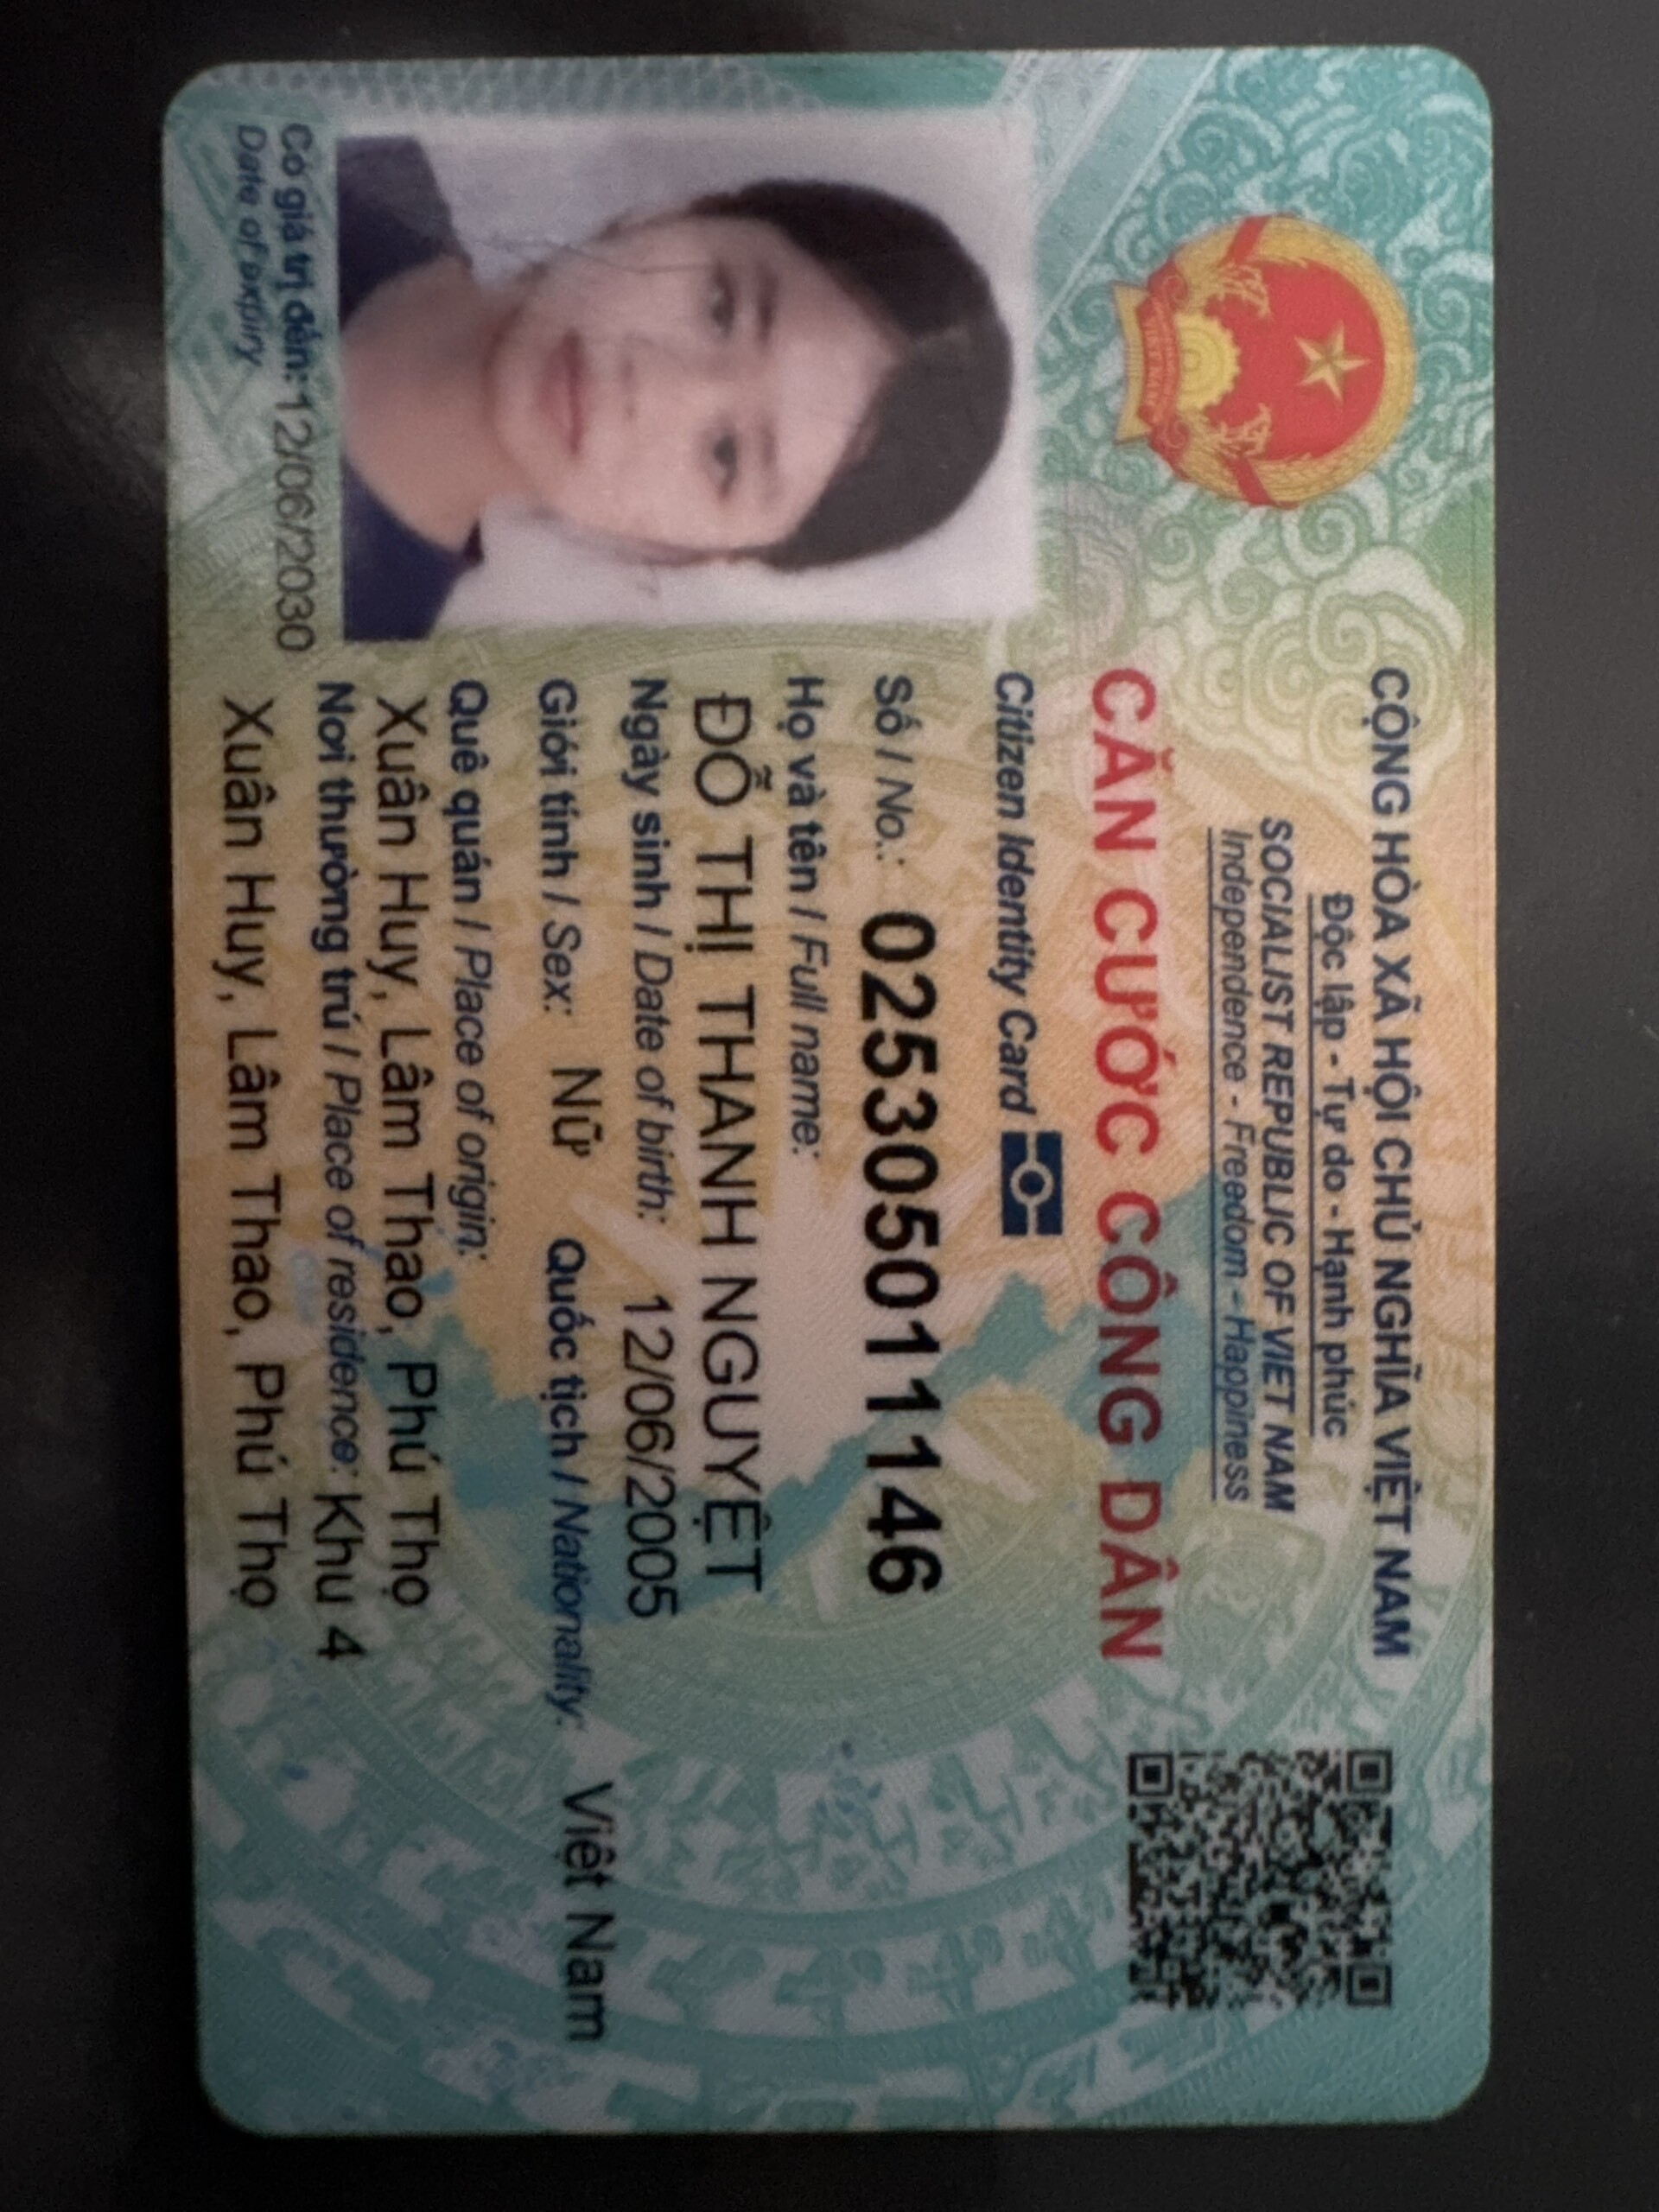 CỘNG HÒA XÃ HỘI CHỦ NGHĨA VIỆT NAM
Độc lập - Tự do - Hạnh phúc
SOCIALIST REPUBLIC OF VIET NAM
Independence - Freedom - Happiness
CĂN CƯỚC CÔNG DÂN
Citizen Identity Card
Số / No.: 025305011146
Họ và tên / Full name:
ĐỖ THỊ THANH NGUYỆT
Ngày sinh / Date of birth: 12/06/2005
Giới tính / Sex: Nữ Quốc tịch / Nationality: Việt Nam
Quê quán / Place of origin:
Xuân Huy, Lâm Thao, Phú Thọ
Nơi thường trú / Place of residence: Khu 4
Xuân Huy, Lâm Thao, Phú Thọ
Có giá trị đến: 12/06/2030
Date of expiry